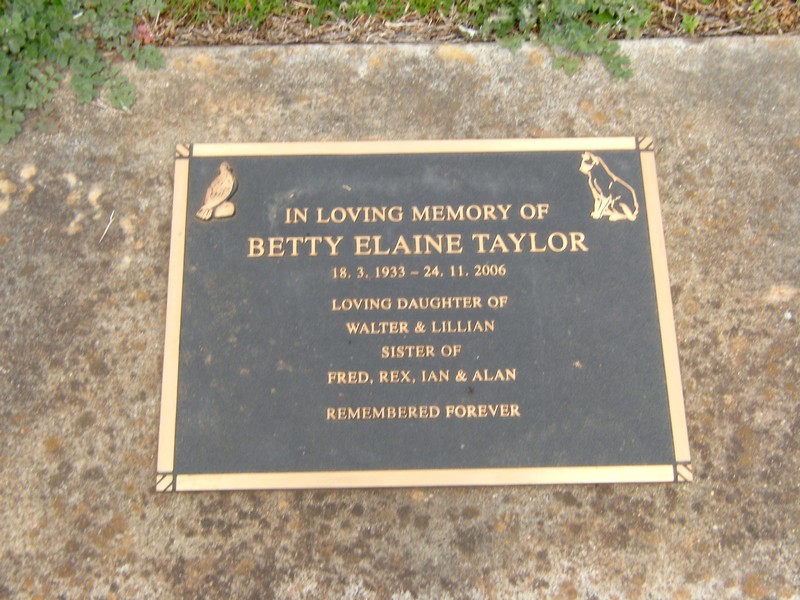 IN LOVING MEMORY OF
BETTY ELAINE TAYLOR
18. 3. 1933 – 24. 11. 2006
LOVING DAUGHTER OF
WALTER & LILLIAN
SISTER OF
FRED, REX, IAN & ALAN
REMEMBERED FOREVER